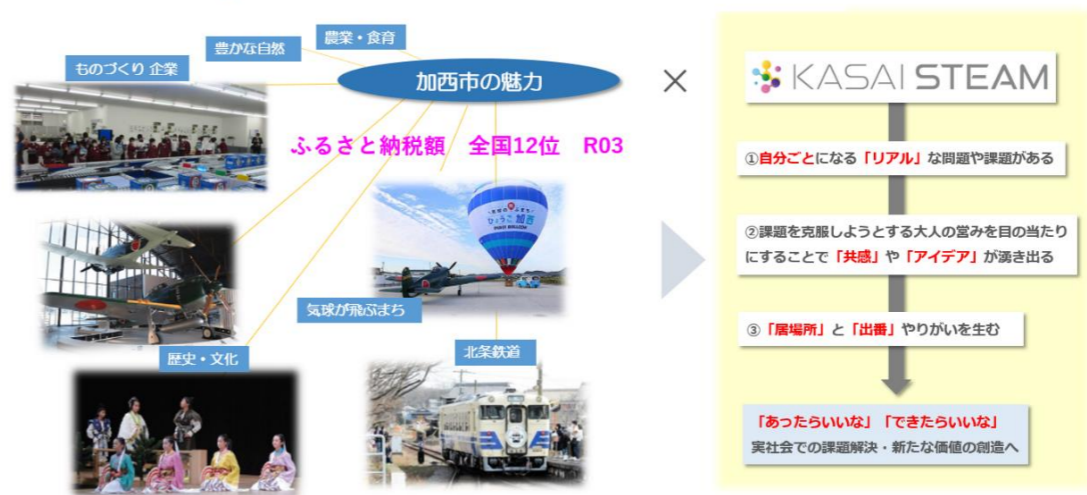 農業・食育
豊かな自然
ものづくり 企業
加西市の魅力
×
KASAI STEAM
ふるさと納税額 全国12位 R03
①自分ごとになる「リアル」な問題や課題がある
ひょうご 加西
②課題を克服しようとする大人の営みを目の当たり
にすることで「共感」や「アイデア」が湧き出る
気球が飛ぶまち
③「居場所」と「出番」やりがいを生む
歴史・文化
北条鉄道
「あったらいいな」「できたらいいな」
実社会での課題解決・新たな価値の創造へ